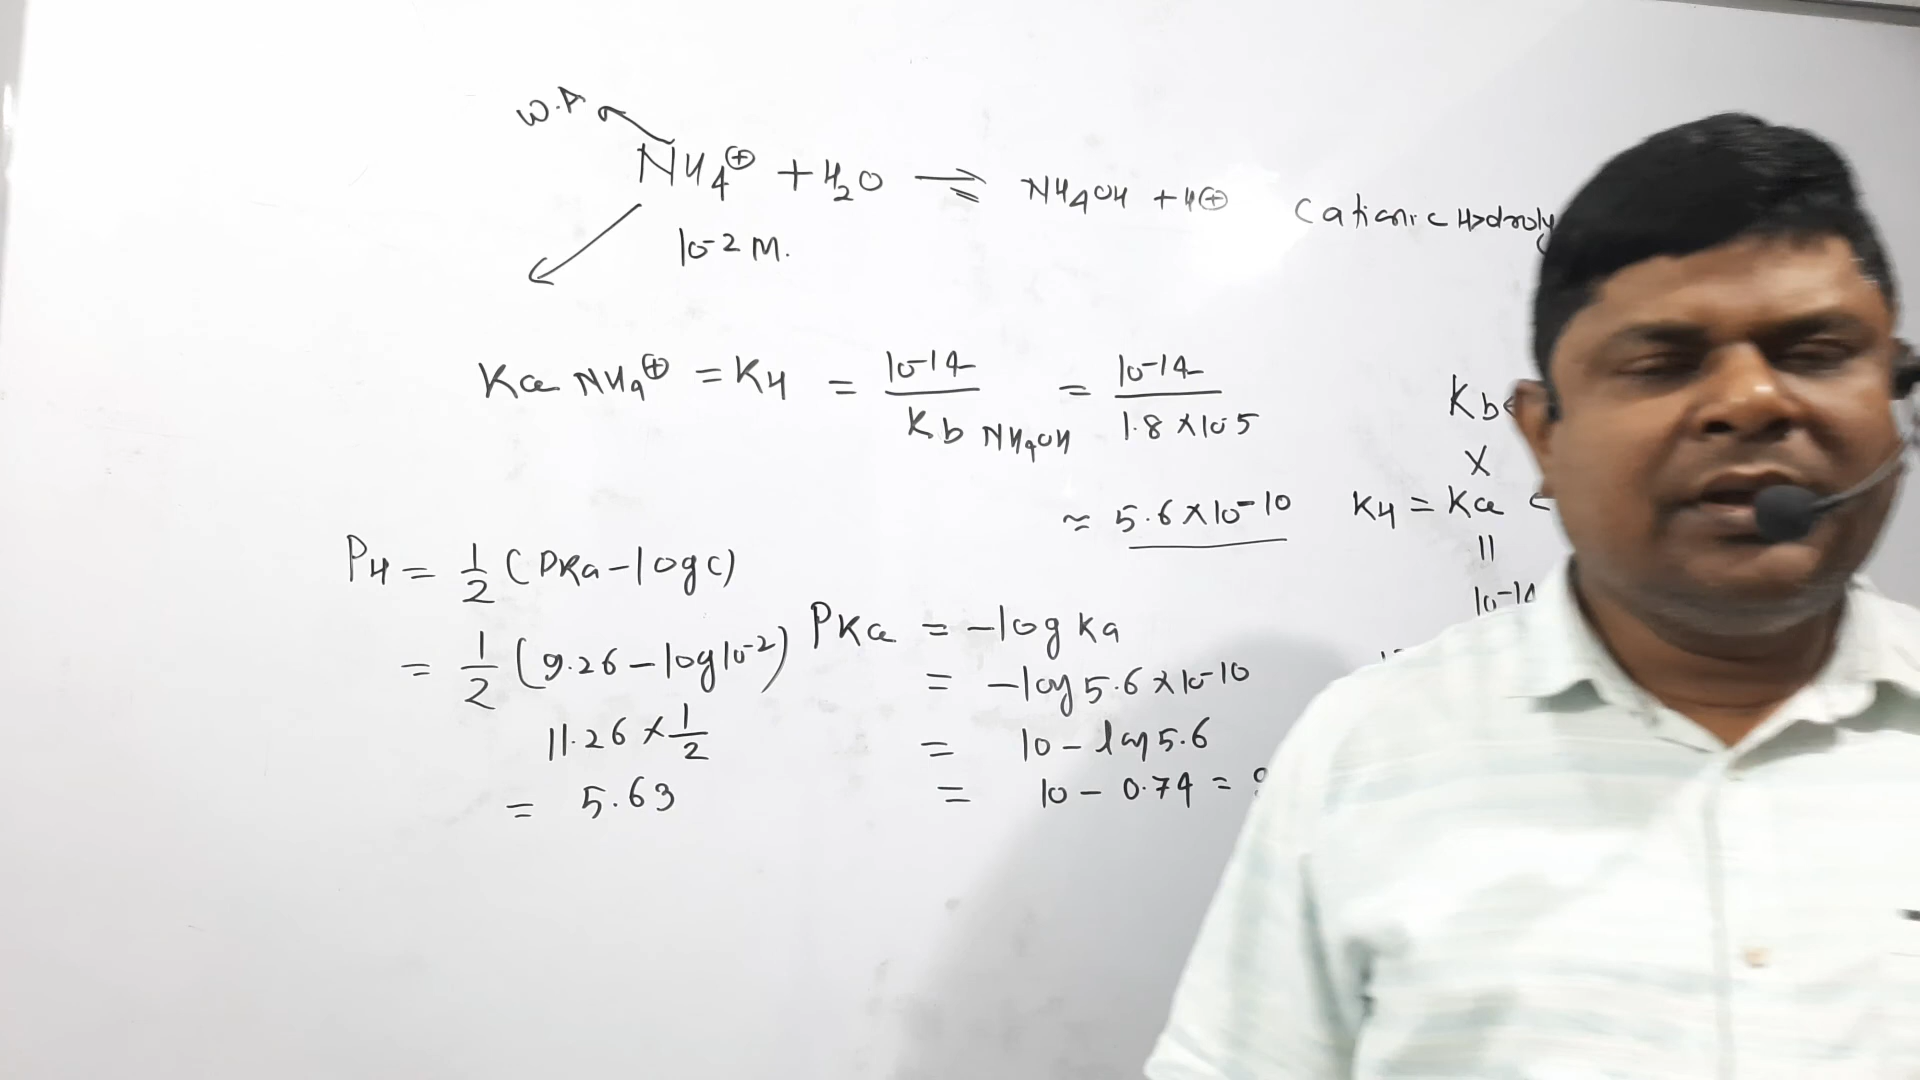 W.A
NH₄⊕ + H₂O ⇌ NH₄OH + H⊕ Cationic Hydroly
10-2 M.
Ka NH₄⊕ = KH = 10-14 / Kb NH₄OH = 10-14 / 1.8 × 10 5
Kb
×
≈ 5.6 × 10-10 KH = Ka
||
PH = 1/2 (PKa - log C)
= 1/2 (9.26 - log 10-2) PKa = - log Ka
= - log 5.6 × 10-10
11.26 × 1/2 = 10 - log 5.6
= 5.63 = 10 - 0.74 =